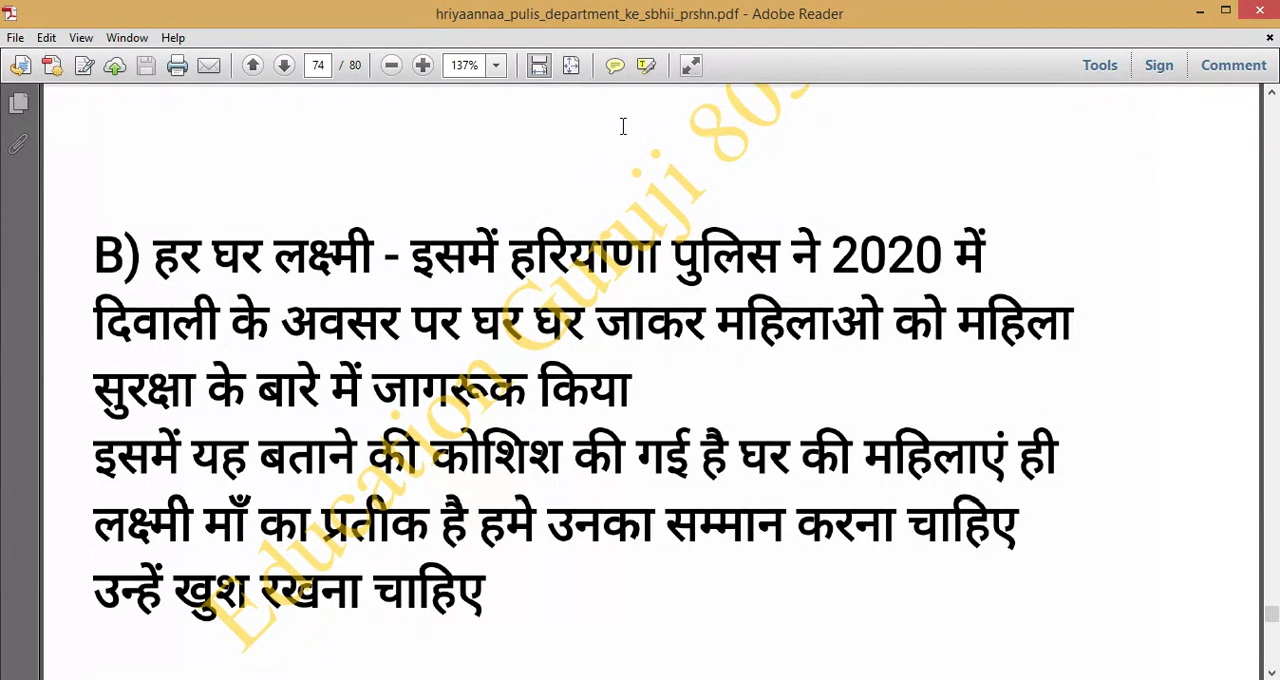 hriyaannaa_pulis_department_ke_sbhii_prshn.pdf - Adobe Reader
File Edit View Window Help
74 / 80 137% Tools Sign Comment
B) हर घर लक्ष्मी - इसमें हरियाणा पुलिस ने 2020 में
दिवाली के अवसर पर घर घर जाकर महिलाओ को महिला
सुरक्षा के बारे में जागरूक किया
इसमें यह बताने की कोशिश की गई है घर की महिलाएं ही
लक्ष्मी माँ का प्रतीक है हमे उनका सम्मान करना चाहिए
उन्हें खुश रखना चाहिए
Education Guruji